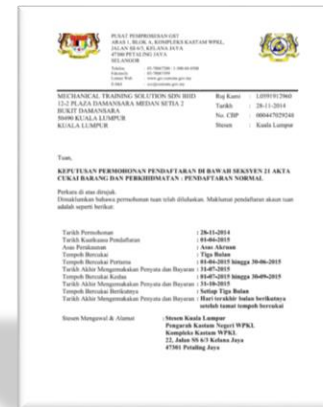 PUSAT PEMPROSESAN GST
ARAS 1, BLOK A, KOMPLEKS KASTAM WPKL,
JALAN SS 6/3, KELANA JAYA
47300 PETALING JAYA
SELANGOR
MECHANICAL TRAINING SOLUTION SDN BHD
12-2 PLAZA DAMANSARA MEDAN SETIA 2
BUKIT DAMANSARA
50490 KUALA LUMPUR
KUALA LUMPUR
Ruj Kami : L0591912960
Tarikh : 28-11-2014
No. CBP : 000447029248
Stesen : Kuala Lumpur
Tuan,
KEPUTUSAN PERMOHONAN PENDAFTARAN DI BAWAH SEKSYEN 21 AKTA
CUKAI BARANG DAN PERKHIDMATAN : PENDAFTARAN NORMAL
Perkara di atas dirujuk.
Dimaklumkan bahawa permohonan tuan telah diluluskan. Maklumat pendaftaran akaun tuan
adalah seperti berikut:
Tarikh Permohonan : 28-11-2014
Tarikh Kuatkuasa Pendaftaran : 01-04-2015
Asas Perakaunan : Asas Akruan
Tempoh Bercukai : Tiga Bulan
Tempoh Bercukai Pertama : 01-04-2015 hingga 30-06-2015
Tarikh Akhir Mengemukakan Penyata dan Bayaran : 31-07-2015
Tempoh Bercukai Kedua : 01-07-2015 hingga 30-09-2015
Tarikh Akhir Mengemukakan Penyata dan Bayaran : 31-10-2015
Tempoh Bercukai Berikutnya : Setiap Tiga Bulan
Tarikh Akhir Mengemukakan Penyata dan Bayaran : Hari terakhir bulan berikutnya
setelah tamat tempoh bercukai
Stesen Mengawal & Alamat : Stesen Kuala Lumpur
Pengarah Kastam Negeri WPKL
Kompleks Kastam WPKL
22, Jalan SS 6/3 Kelana Jaya
47301 Petaling Jaya